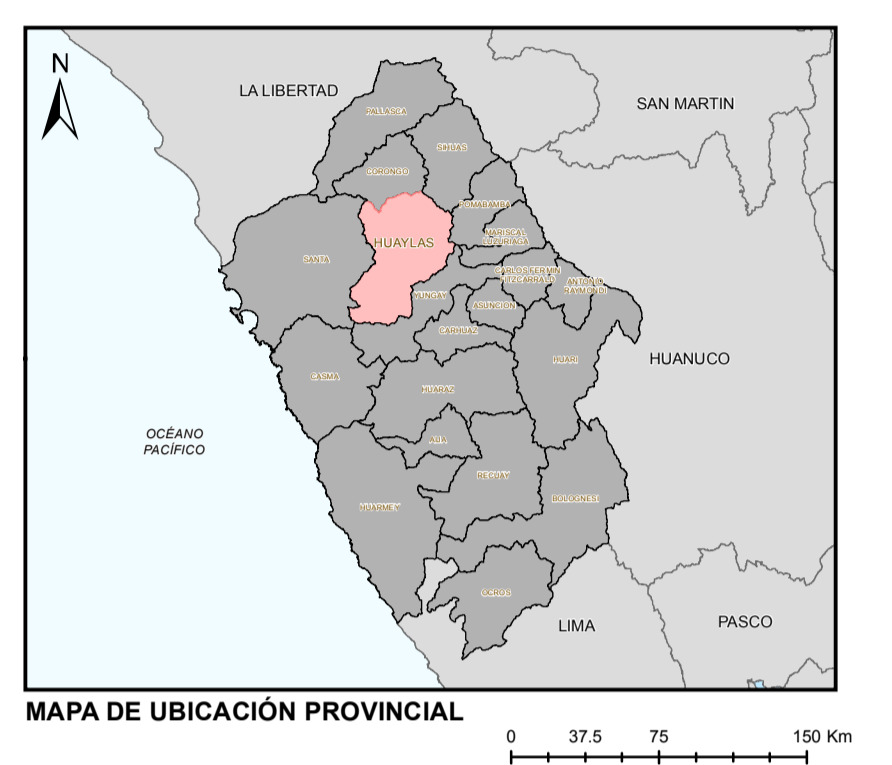 N
LA LIBERTAD
SAN MARTIN
PALLASCA
SIHUAS
CORONGO
POMABAMBA
MARISCAL
LUZURIAGA
HUAYLAS
SANTA
CARLOS FERMIN
FITZCARRALD
ANTONIO
RAYMONDI
YUNGAY
ASUNCION
CARHUAZ
HUARI
HUANUCO
CASMA
HUARAZ
OCÉANO
PACÍFICO
AIJA
RECUAY
BOLOGNESI
HUARMEY
OCROS
LIMA
PASCO
MAPA DE UBICACIÓN PROVINCIAL
0 37.5 75 150 Km